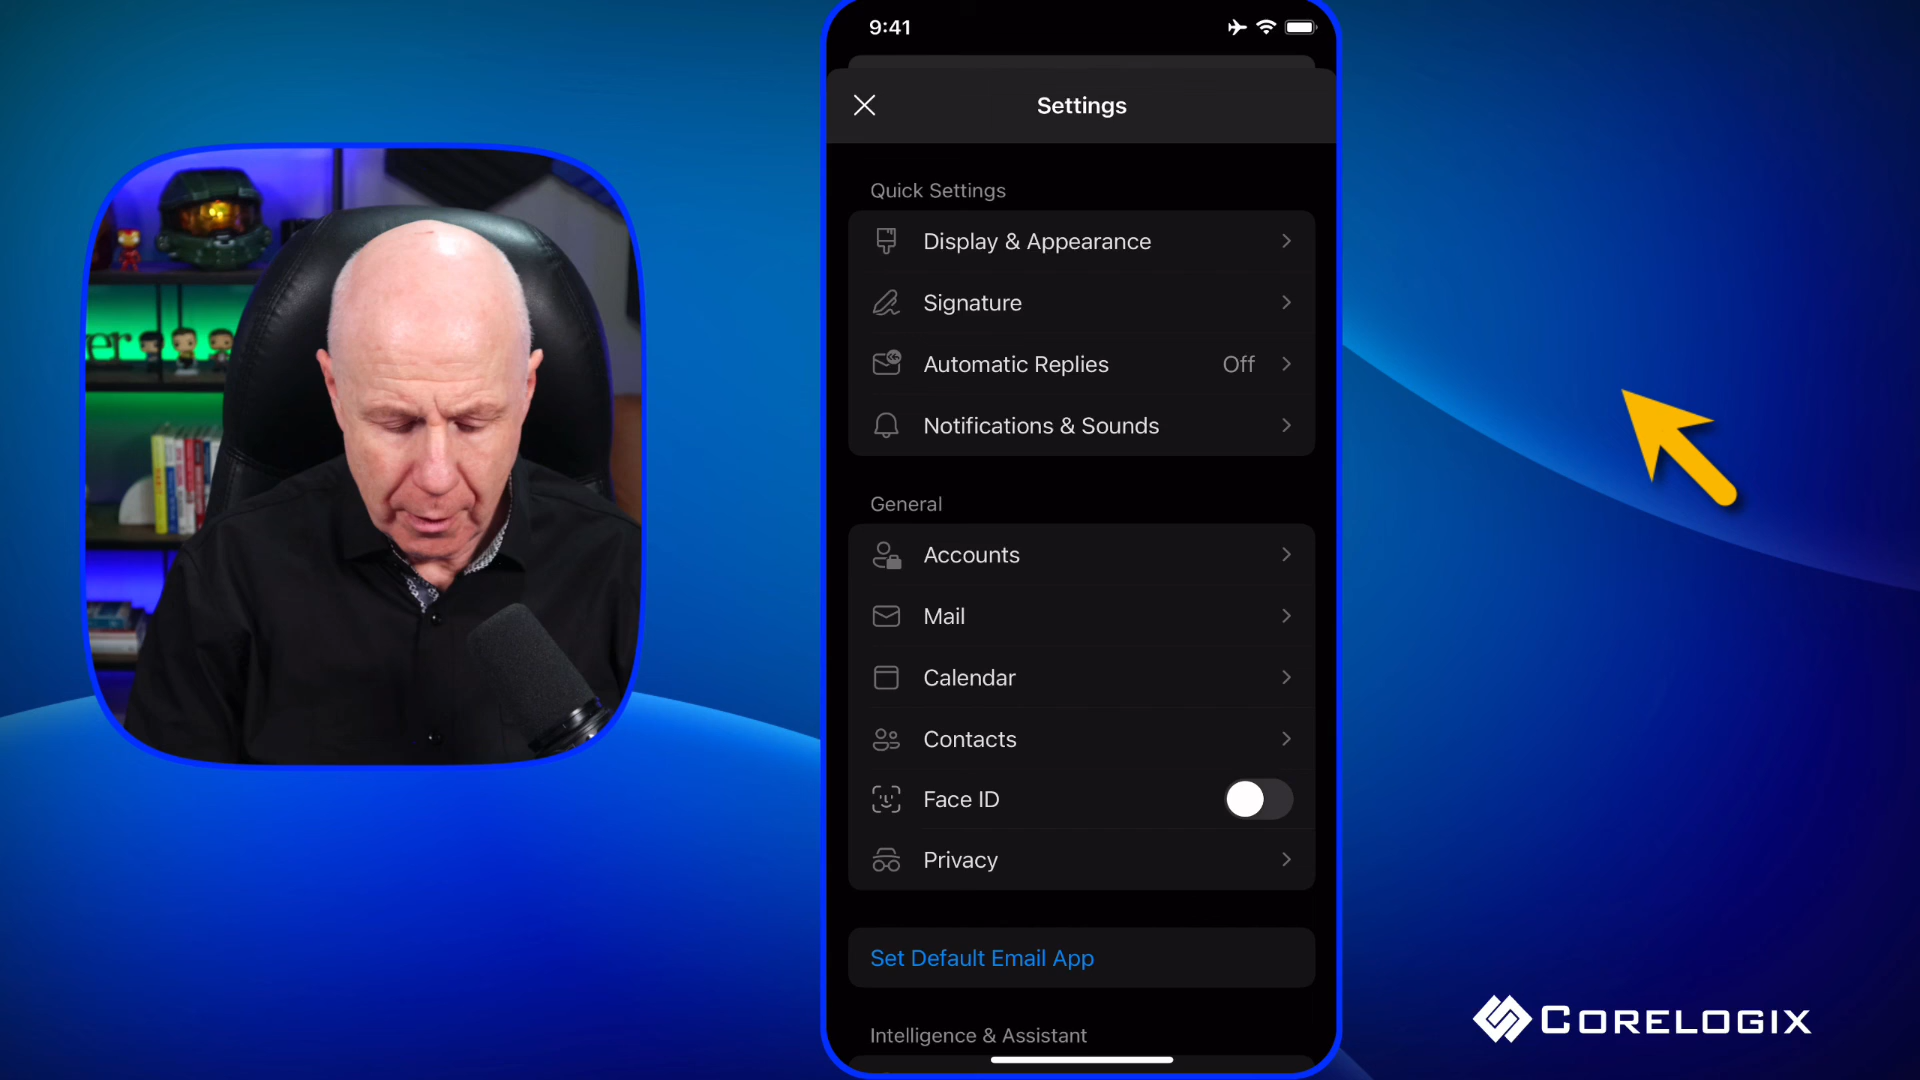 9:41
Settings
Quick Settings
Display & Appearance
Signature
Automatic Replies Off
Notifications & Sounds
General
Accounts
Mail
Calendar
Contacts
Face ID
Privacy
Set Default Email App
Intelligence & Assistant
CORELOGIX
er